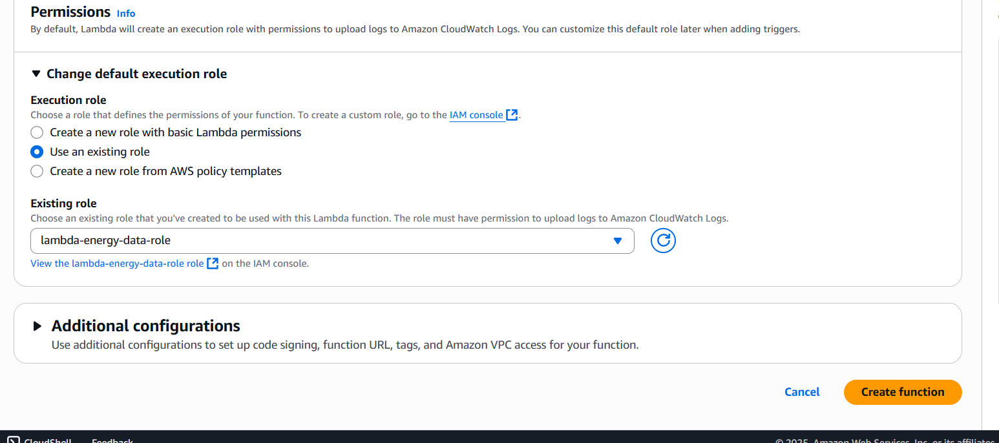 Permissions Info
By default, Lambda will create an execution role with permissions to upload logs to Amazon CloudWatch Logs. You can customize this default role later when adding triggers.
Change default execution role
Execution role
Choose a role that defines the permissions of your function. To create a custom role, go to the IAM console.
Create a new role with basic Lambda permissions
Use an existing role
Create a new role from AWS policy templates
Existing role
Choose an existing role that you've created to be used with this Lambda function. The role must have permission to upload logs to Amazon CloudWatch Logs.
lambda-energy-data-role
View the lambda-energy-data-role role on the IAM console.
Additional configurations
Use additional configurations to set up code signing, function URL, tags, and Amazon VPC access for your function.
Cancel Create function
CloudShell Feedback © 2025, Amazon Web Services, Inc. or its affiliates.